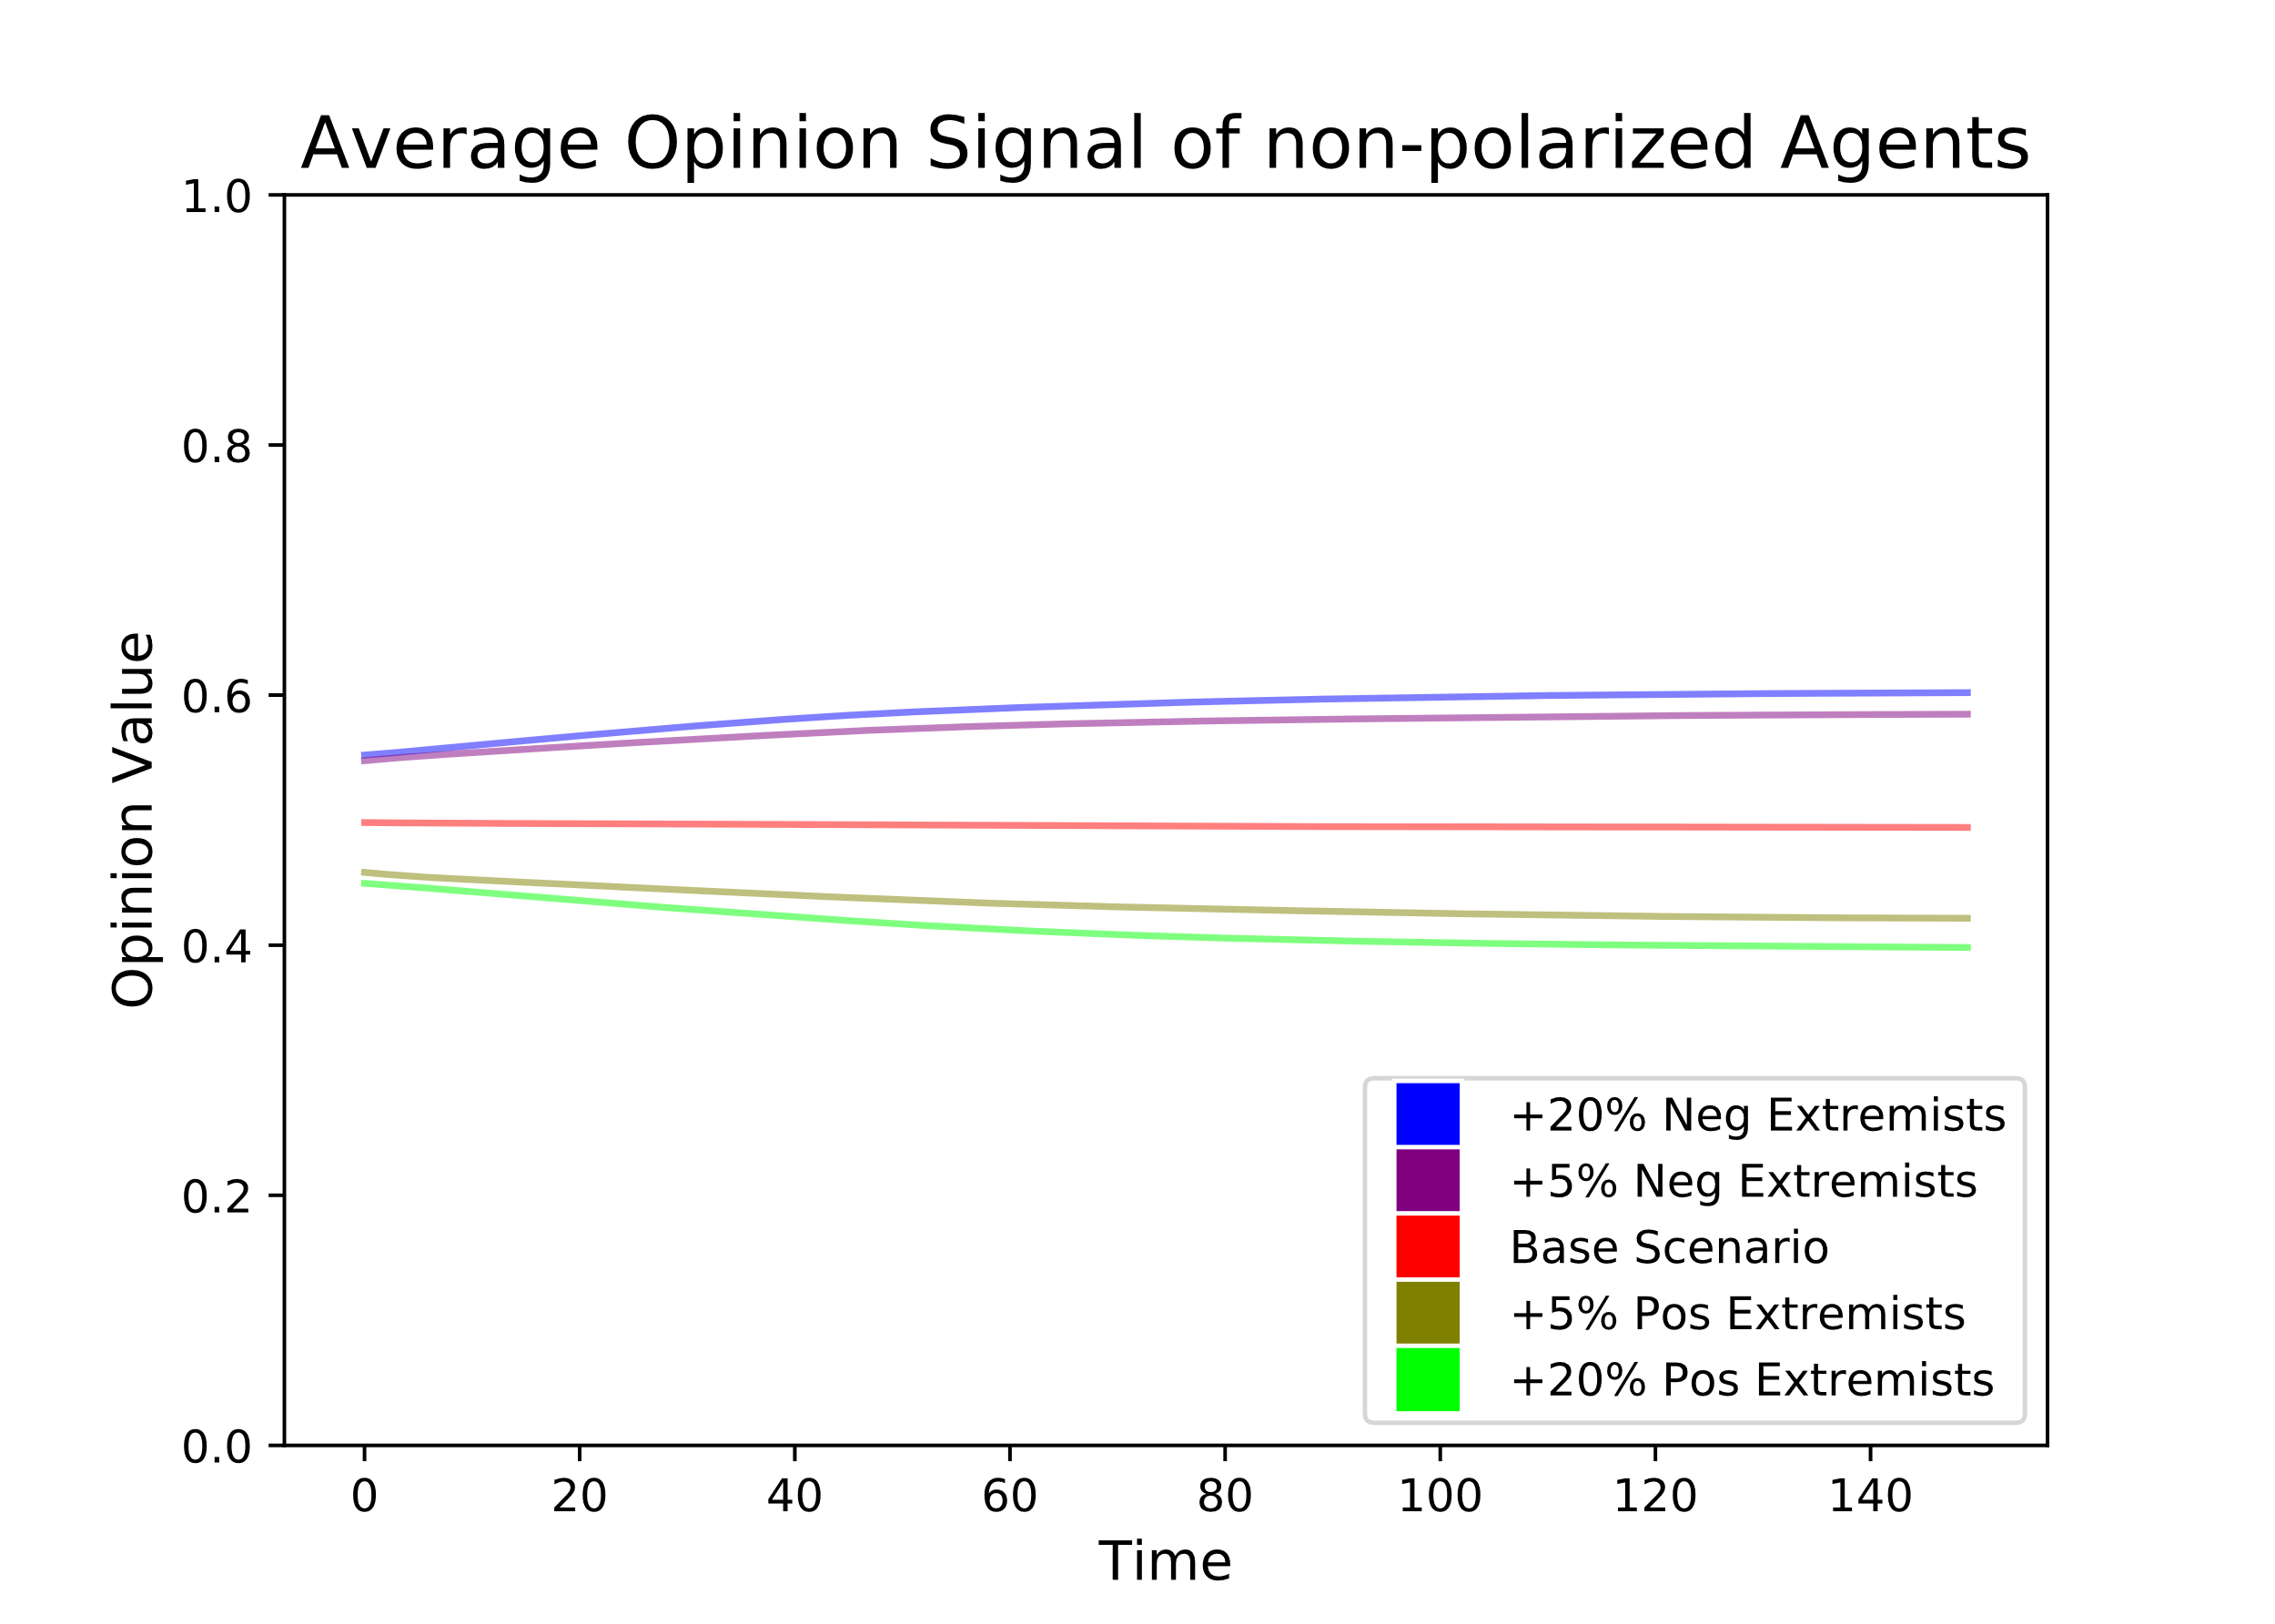 Average Opinion Signal of non-polarized Agents
1.0
0.8
0.6
0.4
0.2
0.0
Opinion Value
+20% Neg Extremists
+5% Neg Extremists
Base Scenario
+5% Pos Extremists
+20% Pos Extremists
0 20 40 60 80 100 120 140
Time